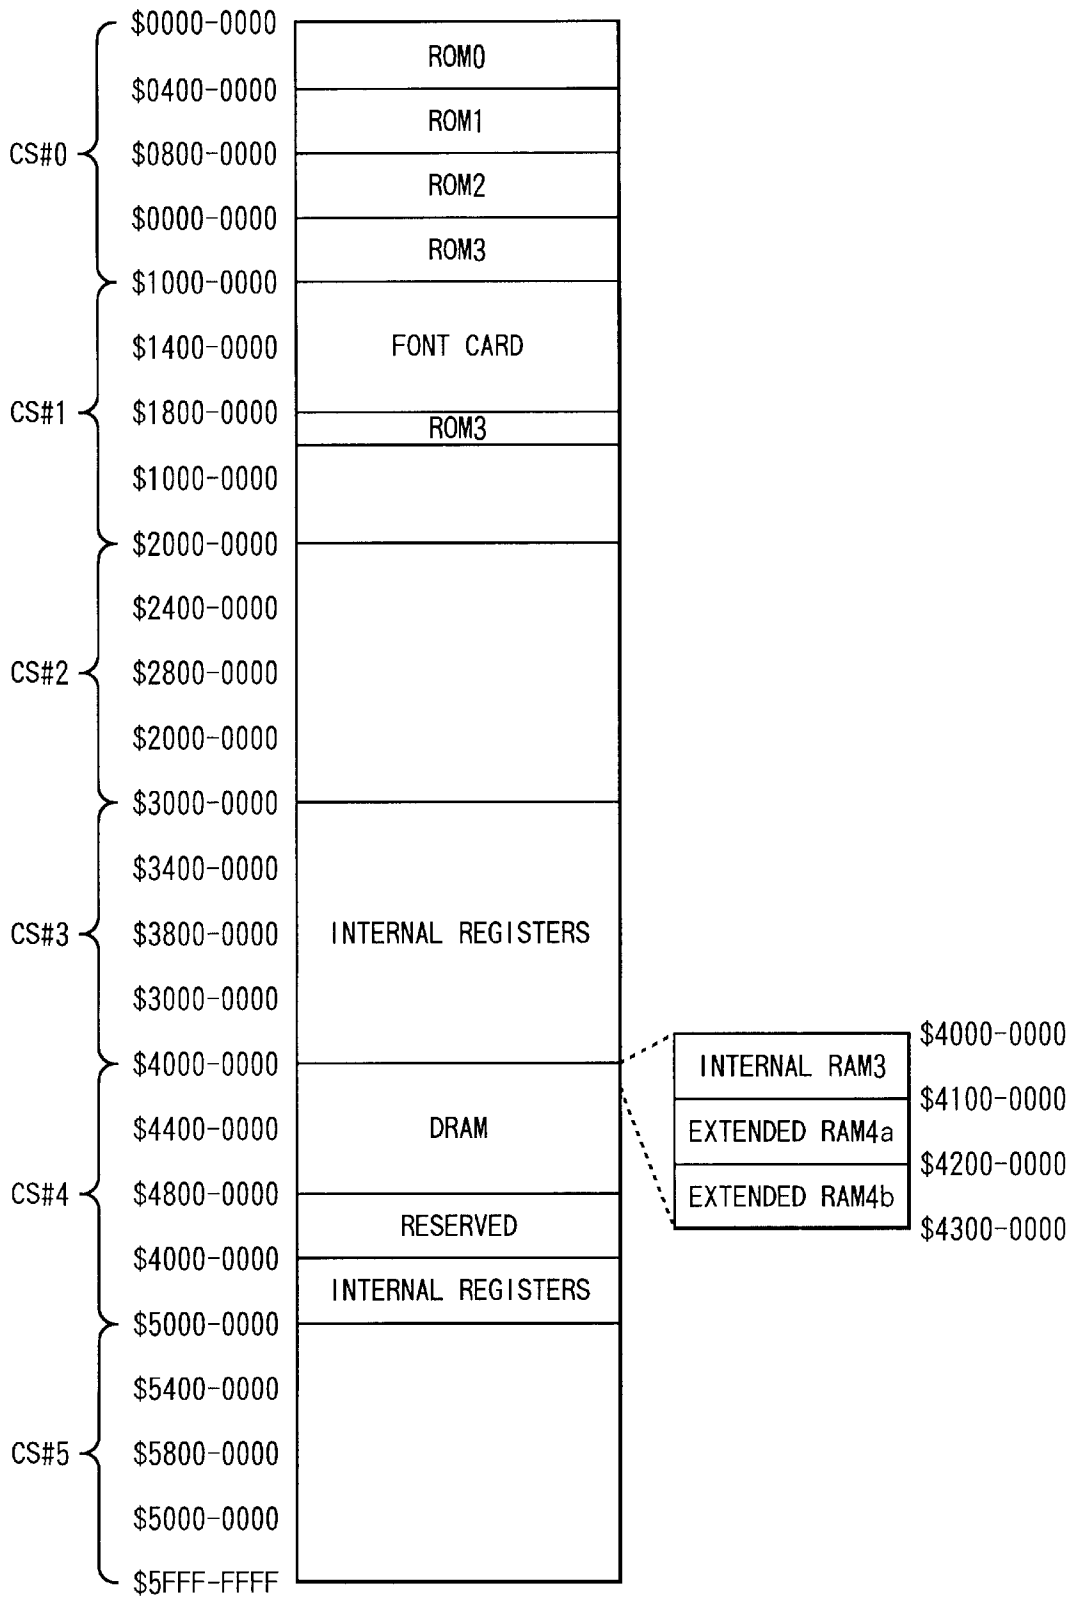 $0000-0000
ROM0
$0400-0000
ROM1
CS#0
$0800-0000
ROM2
$0000-0000
ROM3
$1000-0000
$1400-0000
FONT CARD
CS#1
$1800-0000
ROM3
$1000-0000
$2000-0000
$2400-0000
CS#2
$2800-0000
$2000-0000
$3000-0000
$3400-0000
CS#3
$3800-0000
INTERNAL REGISTERS
$3000-0000
$4000-0000
$4000-0000
INTERNAL RAM3
$4100-0000
$4400-0000
DRAM
EXTENDED RAM4a
$4200-0000
CS#4
$4800-0000
EXTENDED RAM4b
RESERVED
$4300-0000
$4000-0000
INTERNAL REGISTERS
$5000-0000
$5400-0000
CS#5
$5800-0000
$5000-0000
$5FFF-FFFF